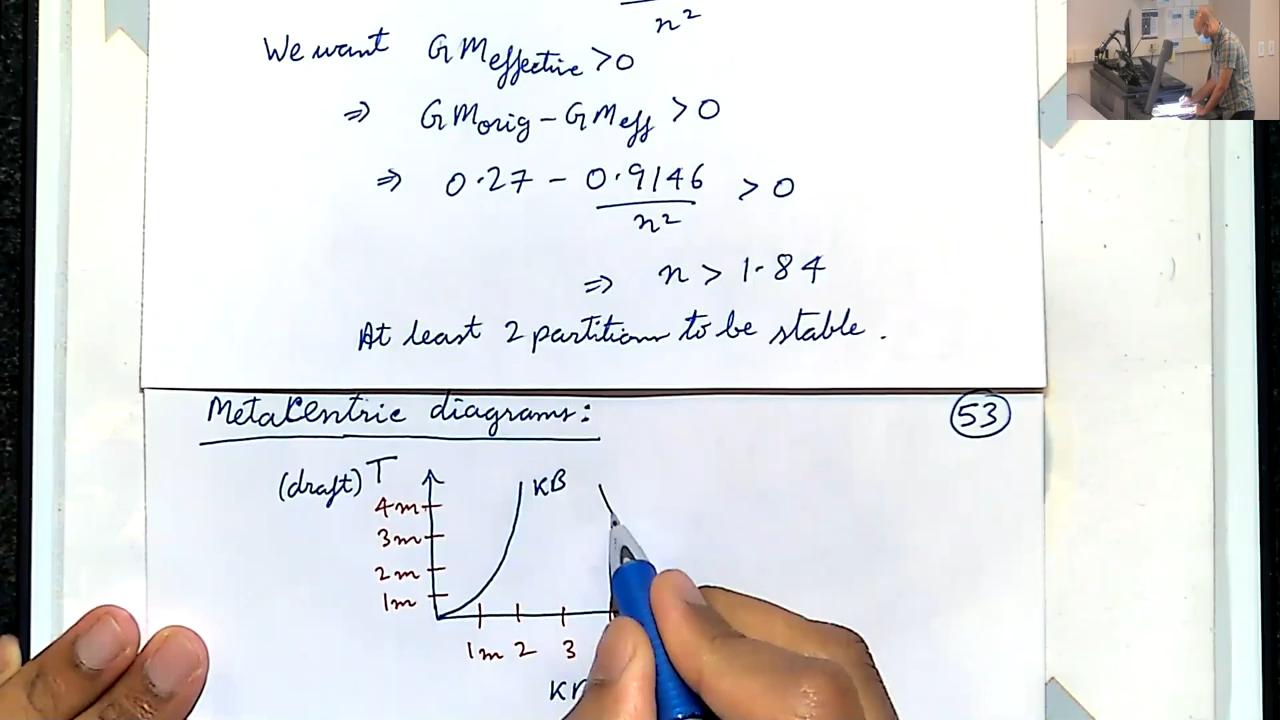 n²
We want GMeffective >0
⇒ GMorig - GMeff >0
⇒ 0.27 - 0.9146 > 0
n²
⇒ n > 1.84
At least 2 partitions to be stable.
Metacentric diagrams: 53
(draft) T KB
4m
3m
2m
1m
1m 2 3